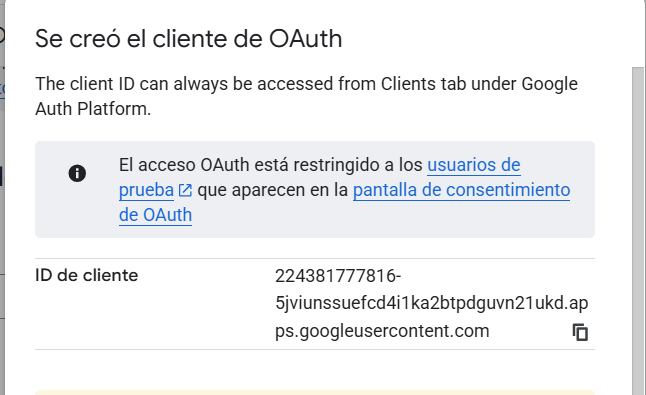 Se creó el cliente de OAuth
The client ID can always be accessed from Clients tab under Google
Auth Platform.
El acceso OAuth está restringido a los usuarios de
prueba que aparecen en la pantalla de consentimiento
de OAuth
ID de cliente
224381777816-
5jviunssuefcd4i1ka2btpdguvn21ukd.ap
ps.googleusercontent.com